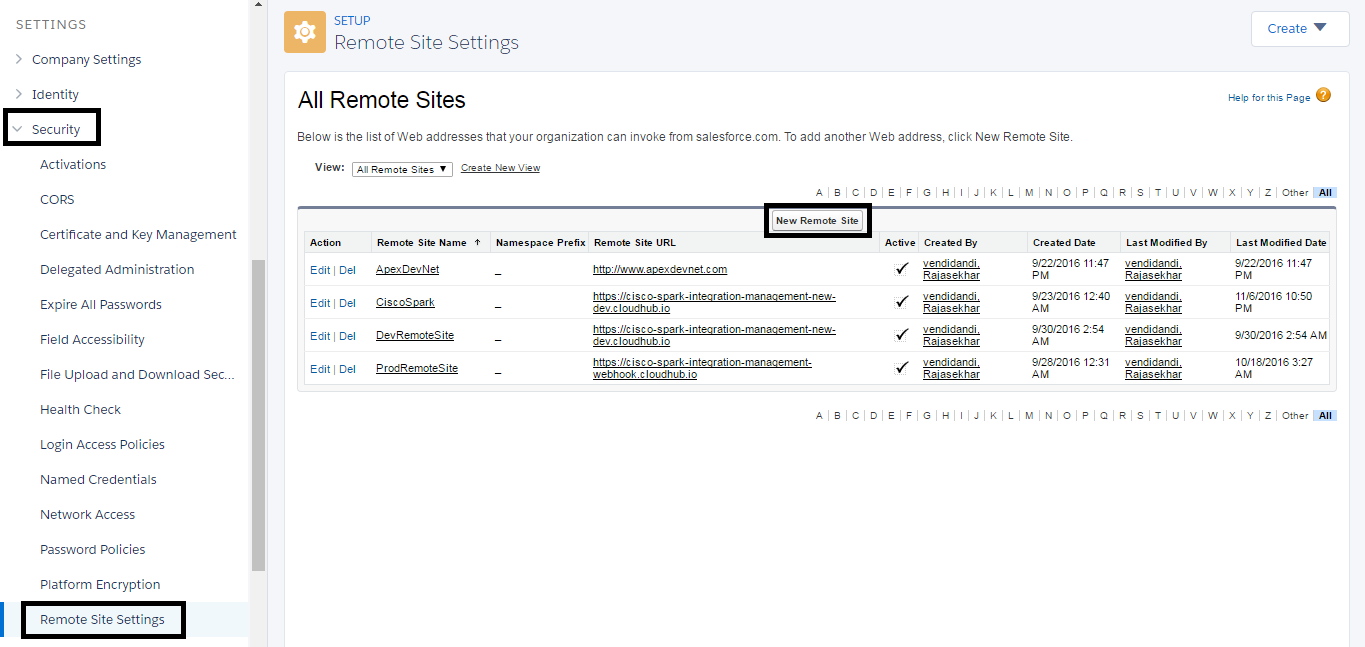 SETTINGS
Company Settings
Identity
Security
Activations
CORS
Certificate and Key Management
Delegated Administration
Expire All Passwords
Field Accessibility
File Upload and Download Sec...
Health Check
Login Access Policies
Named Credentials
Network Access
Password Policies
Platform Encryption
Remote Site Settings
SETUP
Remote Site Settings
Create
All Remote Sites
Help for this Page ?
Below is the list of Web addresses that your organization can invoke from salesforce.com. To add another Web address, click New Remote Site.
View: All Remote Sites Create New View
A | B | C | D | E | F | G | H | I | J | K | L | M | N | O | P | Q | R | S | T | U | V | W | X | Y | Z | Other All
New Remote Site
Action Remote Site Name Namespace Prefix Remote Site URL Active Created By Created Date Last Modified By Last Modified Date
Edit | Del ApexDevNet _ http://www.apexdevnet.com vendidandi, 9/22/2016 11:47 vendidandi, 9/22/2016 11:47
Rajasekhar PM Rajasekhar PM
Edit | Del CiscoSpark _ https://cisco-spark-integration-management-new- vendidandi, 9/23/2016 12:40 vendidandi, 11/6/2016 10:50
dev.cloudhub.io Rajasekhar AM Rajasekhar PM
Edit | Del DevRemoteSite _ https://cisco-spark-integration-management-new- vendidandi, 9/30/2016 2:54 vendidandi, 9/30/2016 2:54 AM
dev.cloudhub.io Rajasekhar AM Rajasekhar
Edit | Del ProdRemoteSite _ https://cisco-spark-integration-management- vendidandi, 9/28/2016 12:31 vendidandi, 10/18/2016 3:27
webhook.cloudhub.io Rajasekhar AM Rajasekhar AM
A | B | C | D | E | F | G | H | I | J | K | L | M | N | O | P | Q | R | S | T | U | V | W | X | Y | Z | Other All